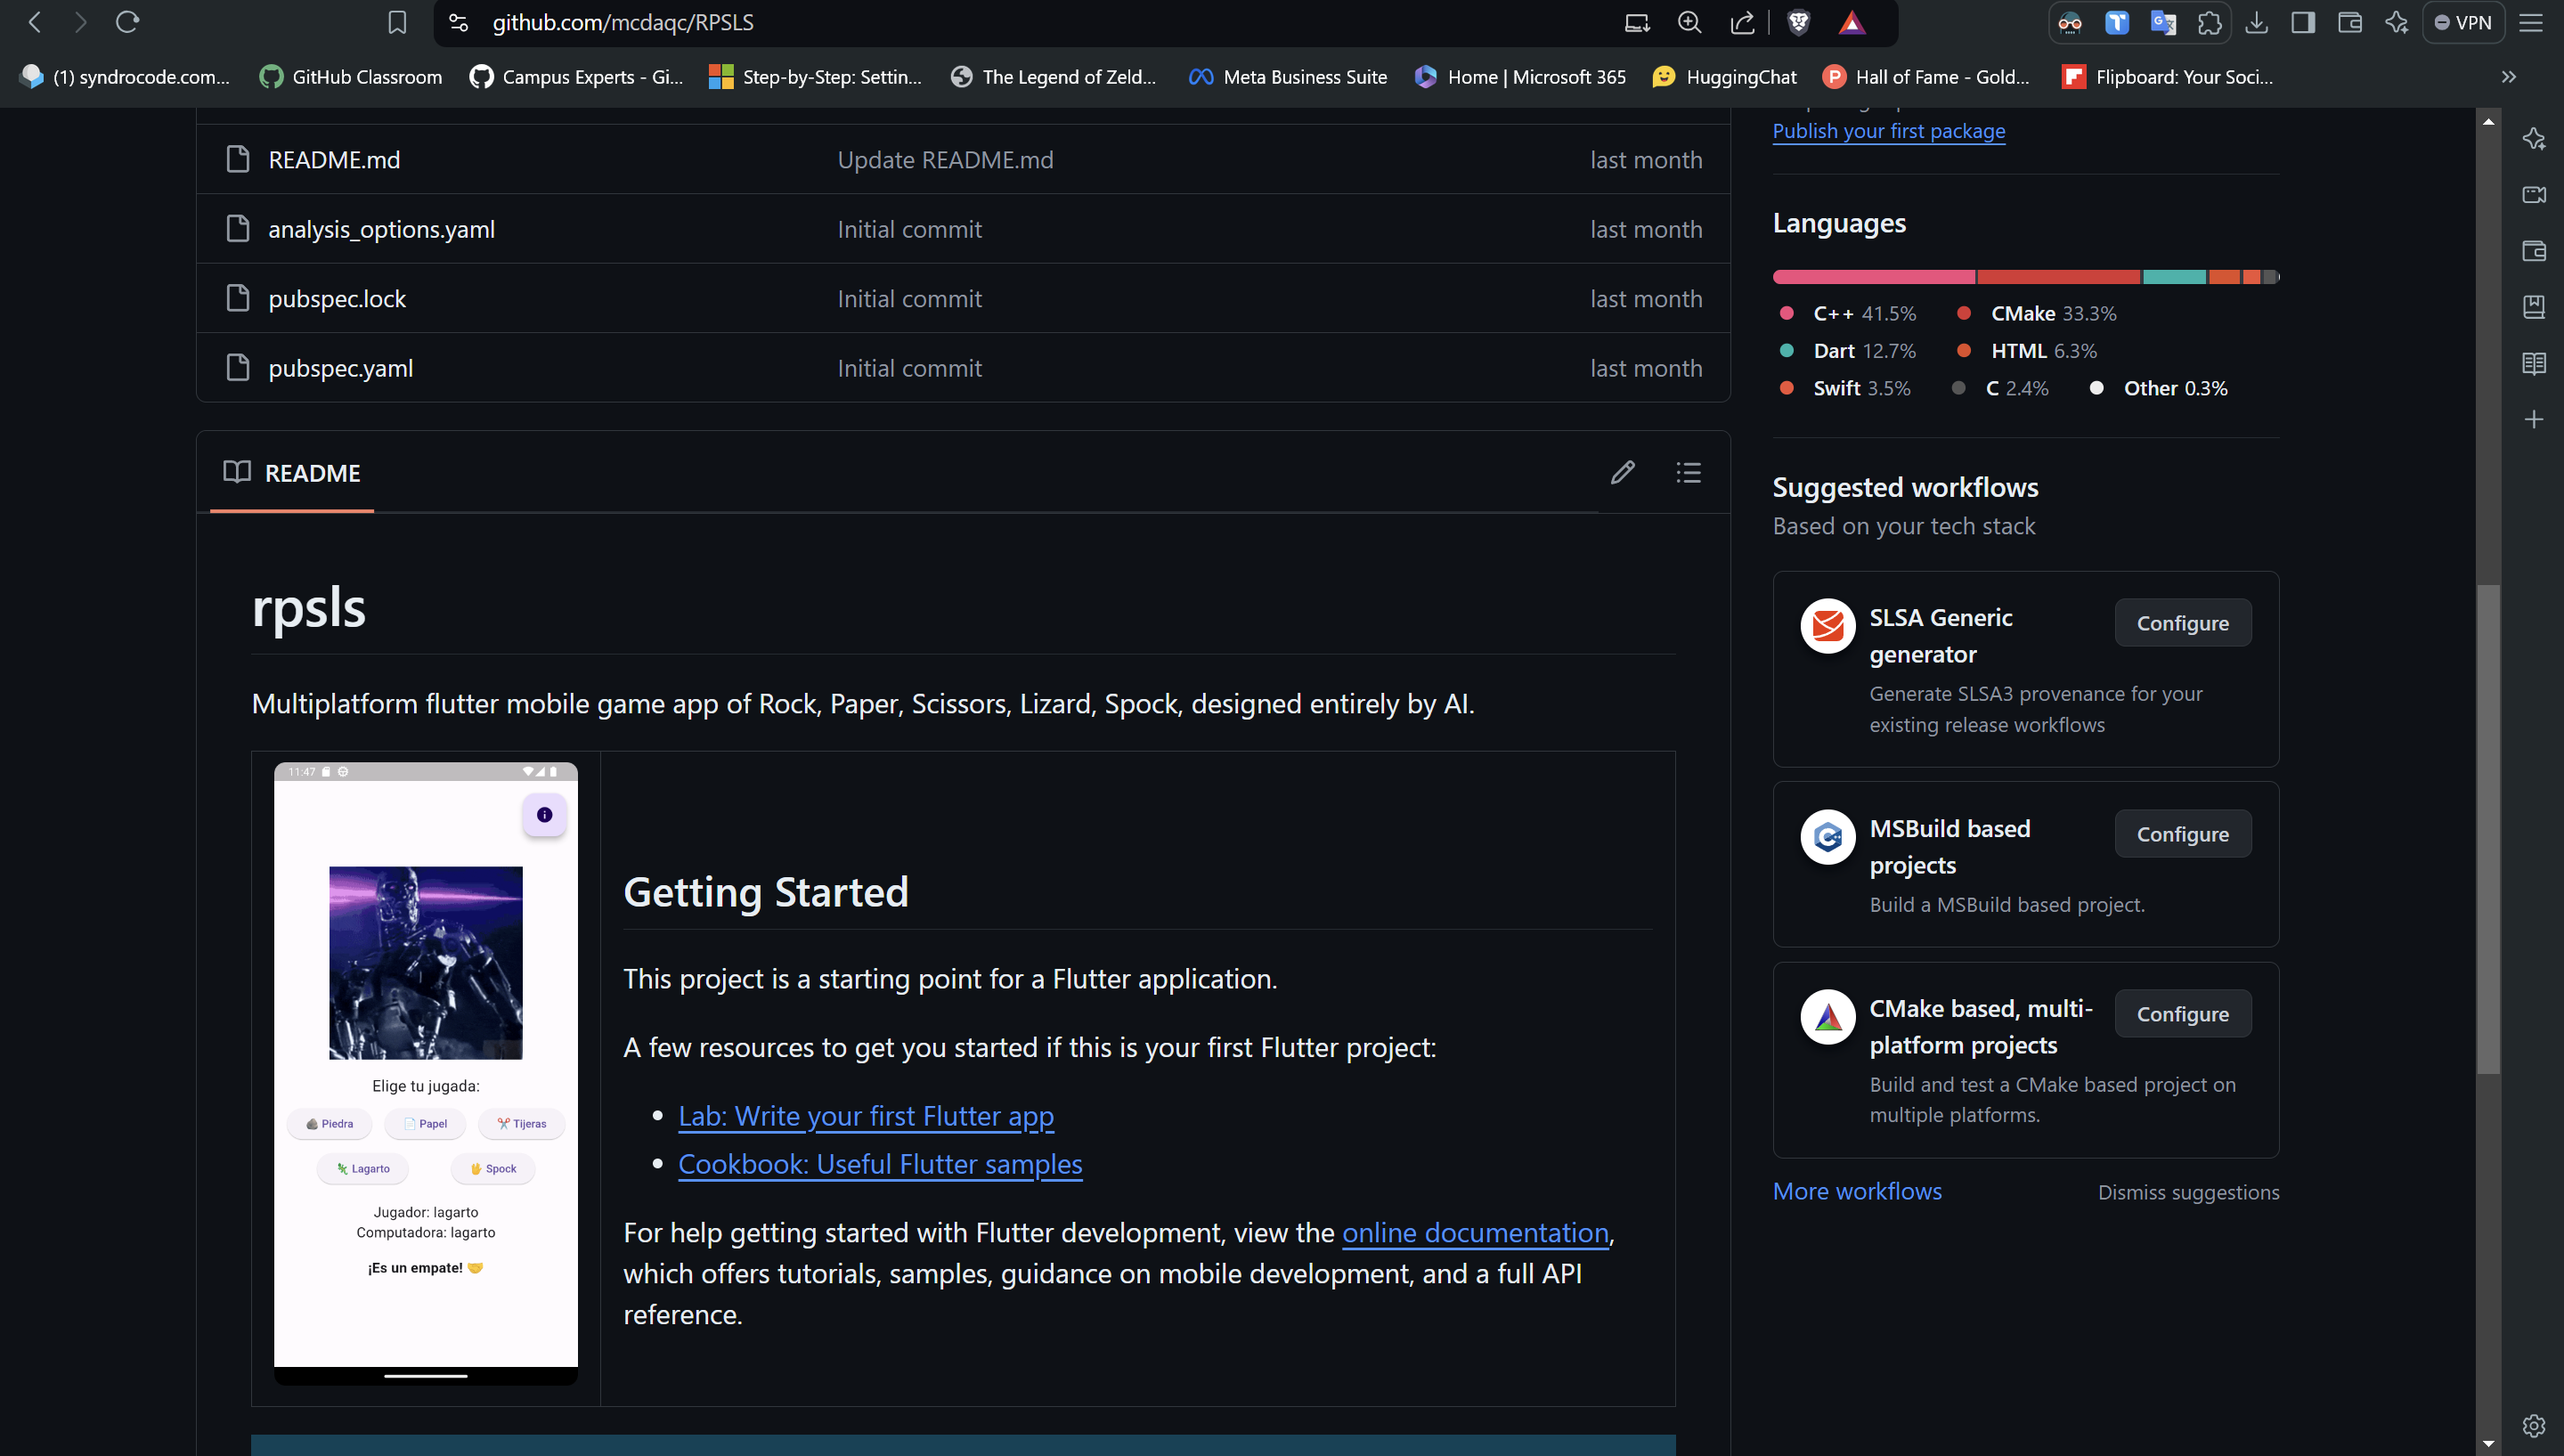 github.com/mcdaqc/RPSLS
VPN
(1) syndrocode.com...
GitHub Classroom
Campus Experts - Gi...
Step-by-Step: Settin...
The Legend of Zeld...
Meta Business Suite
Home | Microsoft 365
HuggingChat
Hall of Fame - Gold...
Flipboard: Your Soci...
README.md
Update README.md
last month
analysis_options.yaml
Initial commit
last month
pubspec.lock
Initial commit
last month
pubspec.yaml
Initial commit
last month
README
rpsls
Multiplatform flutter mobile game app of Rock, Paper, Scissors, Lizard, Spock, designed entirely by AI.
11:47
Elige tu jugada:
Piedra
Papel
Tijeras
Lagarto
Spock
Jugador: lagarto
Computadora: lagarto
¡Es un empate! 🤝
Getting Started
This project is a starting point for a Flutter application.
A few resources to get you started if this is your first Flutter project:
• Lab: Write your first Flutter app
• Cookbook: Useful Flutter samples
For help getting started with Flutter development, view the online documentation,
which offers tutorials, samples, guidance on mobile development, and a full API
reference.
Publish your first package
Languages
C++ 41.5%
CMake 33.3%
Dart 12.7%
HTML 6.3%
Swift 3.5%
C 2.4%
Other 0.3%
Suggested workflows
Based on your tech stack
SLSA Generic
generator
Configure
Generate SLSA3 provenance for your
existing release workflows
MSBuild based
projects
Configure
Build a MSBuild based project.
CMake based, multi-
platform projects
Configure
Build and test a CMake based project on
multiple platforms.
More workflows
Dismiss suggestions